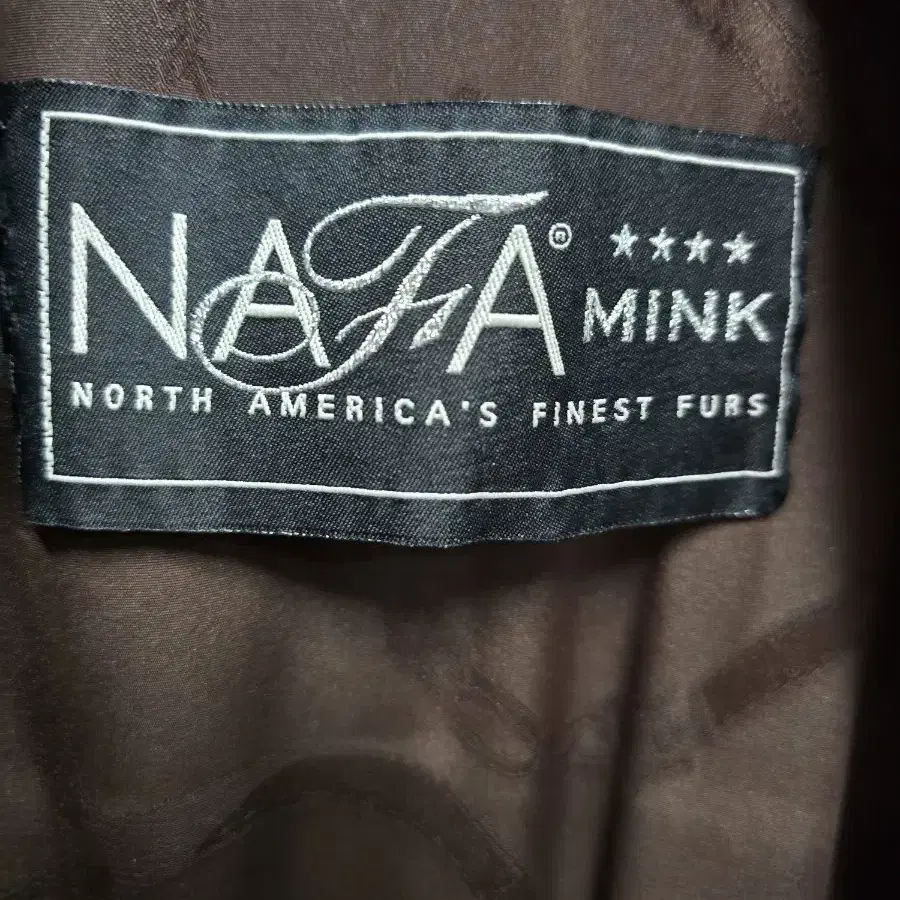 NAFA® ★★★★
MINK
NORTH AMERICA'S FINEST FURS